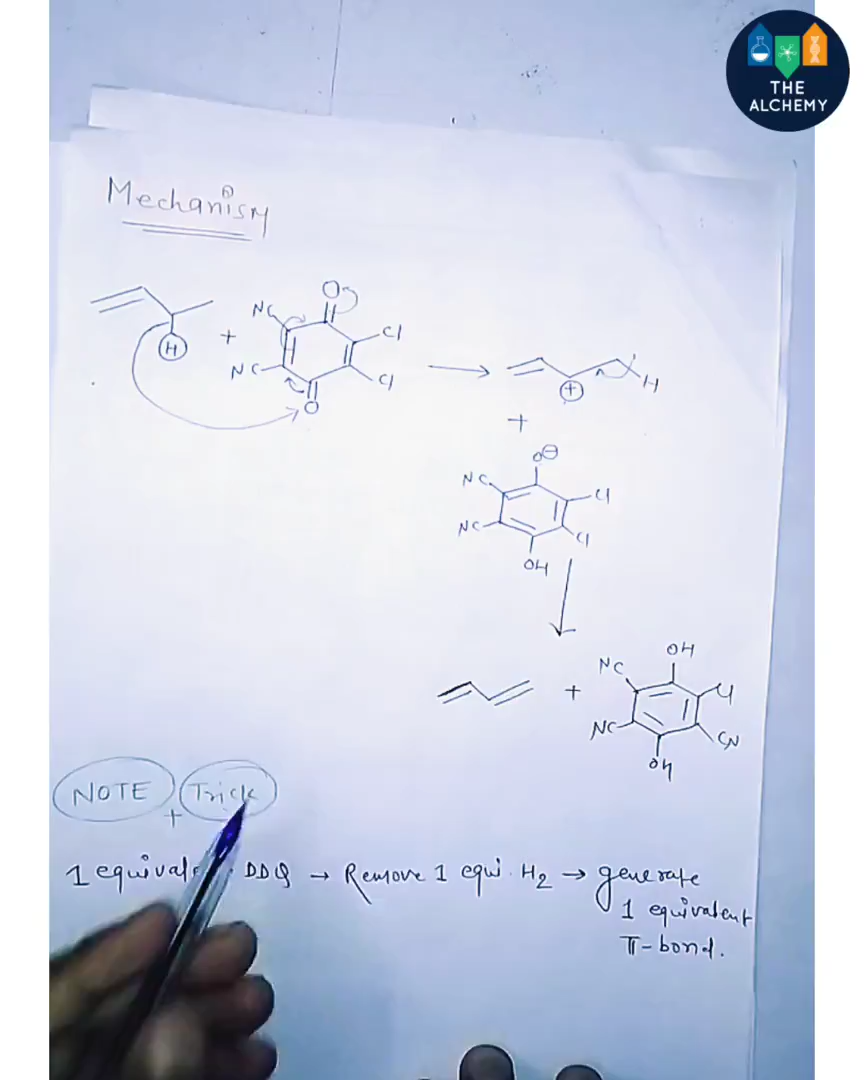 THE
ALCHEMY
Mechanism
H
+
NC
NC
O
O
Cl
Cl
+
H
+
NC
NC
O⊖
Cl
Cl
OH
+
NC
NC
OH
Cl
CN
OH
NOTE + Trick
1 equivale DDQ → Remove 1 equi. H₂ → generate
1 equivalent
π-bond.